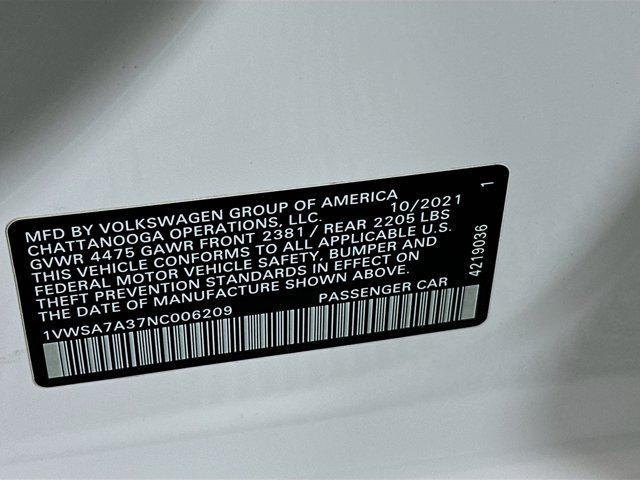 MFD BY VOLKSWAGEN GROUP OF AMERICA
CHATTANOOGA OPERATIONS, LLC. 10/2021 1
GVWR 4475 GAWR FRONT 2381 / REAR 2205 LBS
THIS VEHICLE CONFORMS TO ALL APPLICABLE U.S.
FEDERAL MOTOR VEHICLE SAFETY, BUMPER AND
THEFT PREVENTION STANDARDS IN EFFECT ON
THE DATE OF MANUFACTURE SHOWN ABOVE.
1VWSA7A37NC006209 PASSENGER CAR
4219036